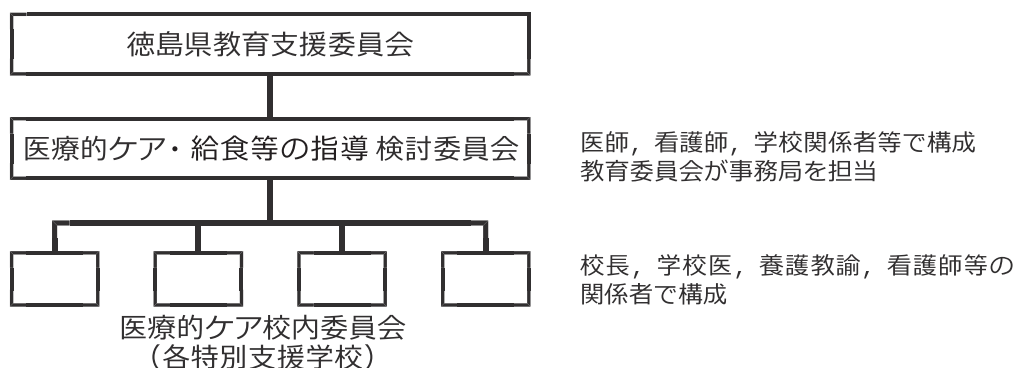 徳島県教育支援委員会
医療的ケア・給食等の指導 検討委員会
医師，看護師，学校関係者等で構成
教育委員会が事務局を担当
校長，学校医，養護教諭，看護師等の
関係者で構成
医療的ケア校内委員会
（各特別支援学校）